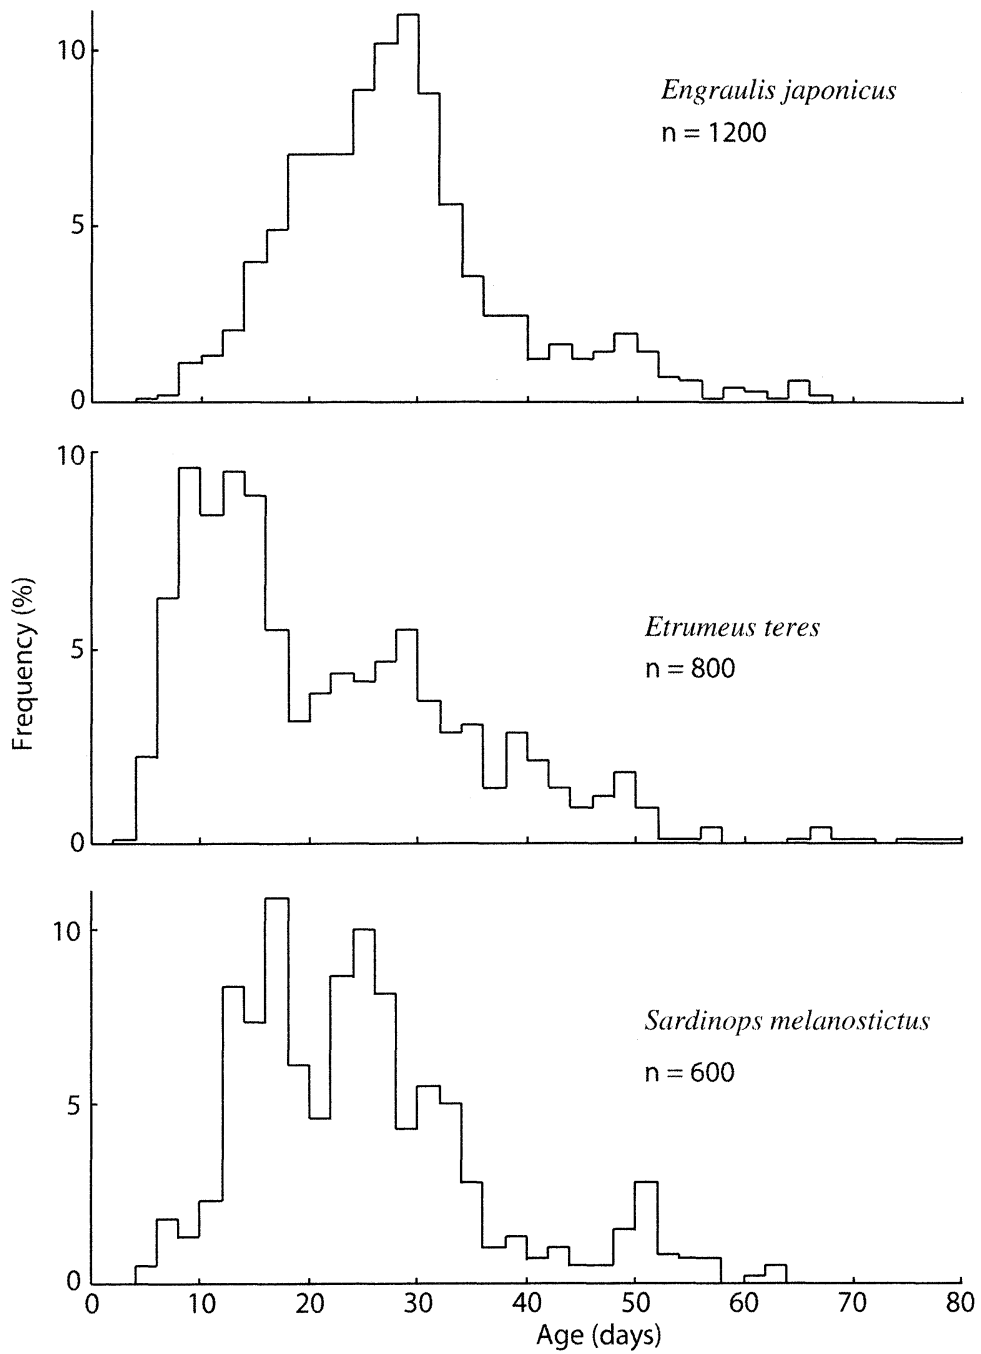 10
Engraulis japonicus
n = 1200
5
0
10
Etrumeus teres
5
n = 800
Frequency (%)
0
10
Sardinops melanostictus
n = 600
5
0
0 10 20 30 40 50 60 70 80
Age (days)